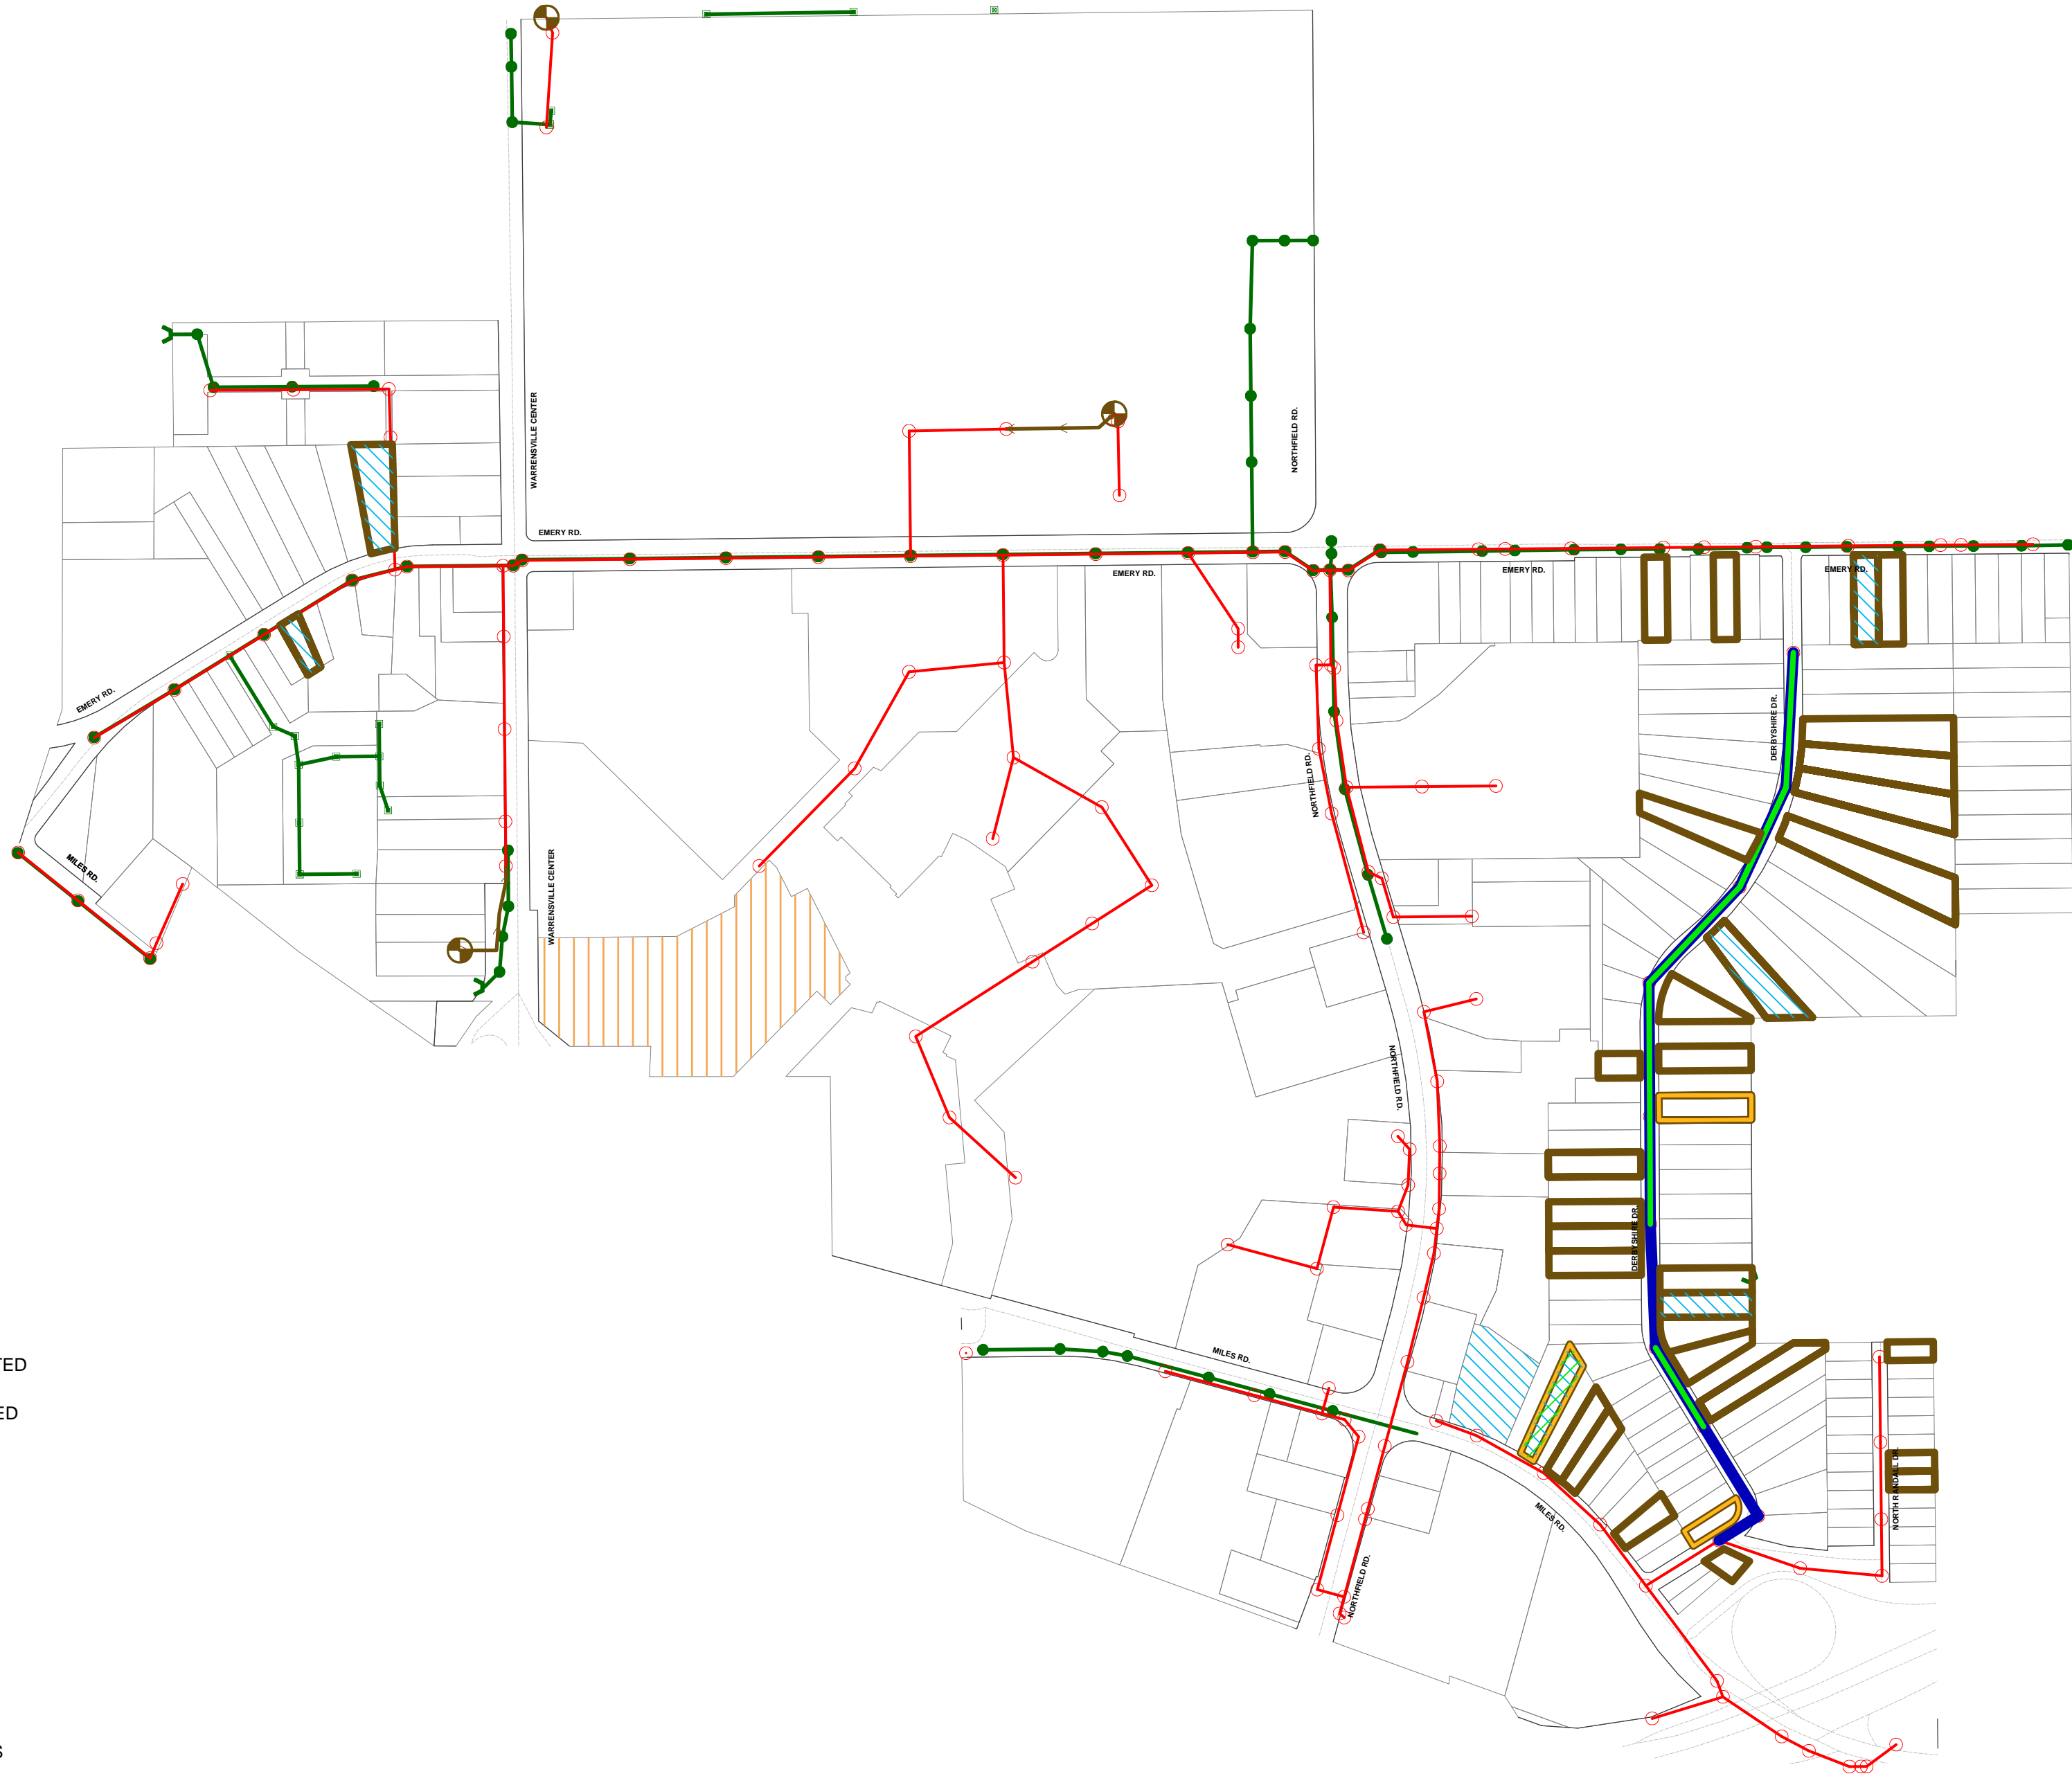 WARRENSVILLE CENTER
NORTHFIELD RD.
EMERY RD.
EMERY RD.
EMERY RD.
EMERY RD.
EMERY RD.
DERBYSHIRE DR.
NORTHFIELD RD.
MILES RD.
WARRENSVILLE CENTER
NORTHFIELD RD.
DERBYSHIRE DR.
MILES RD.
TED
ED
NORTH RANDALL DR.
MILES RD.
NORTHFIELD RD.
S